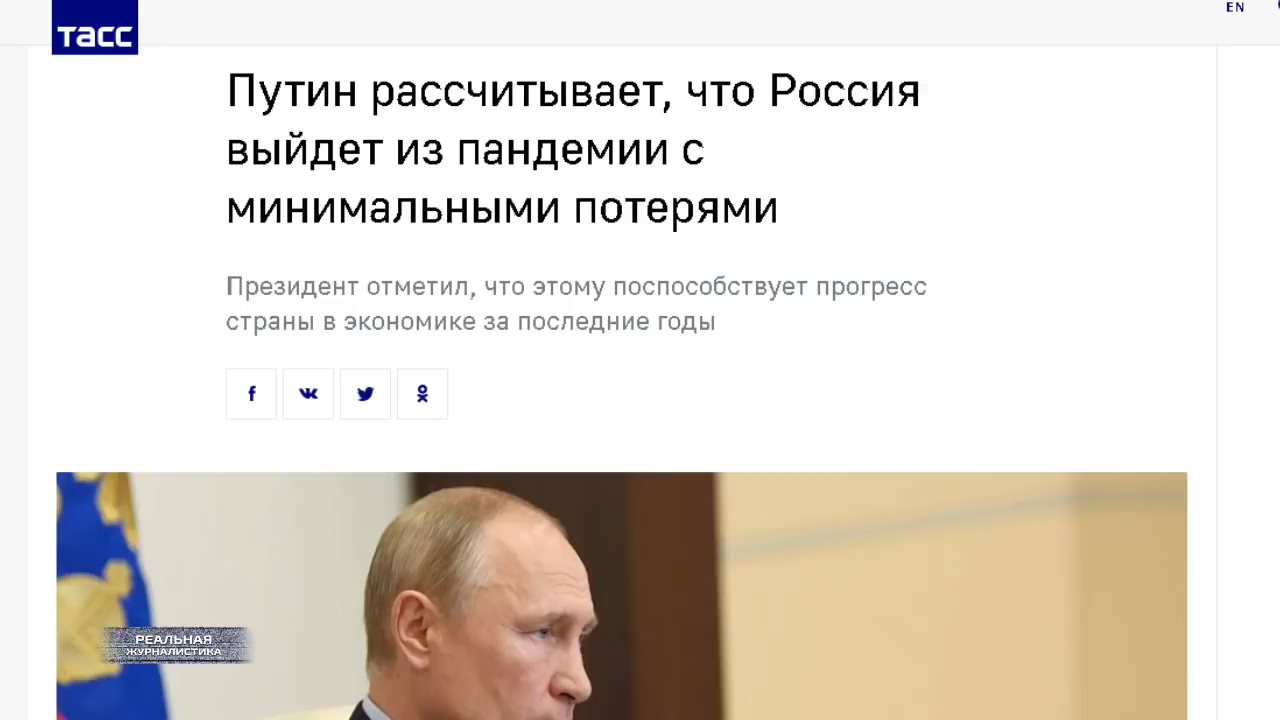 EN
тасс
Путин рассчитывает, что Россия
выйдет из пандемии с
минимальными потерями
Президент отметил, что этому поспособствует прогресс
страны в экономике за последние годы
РЕАЛЬНАЯ
ЖУРНАЛИСТИКА